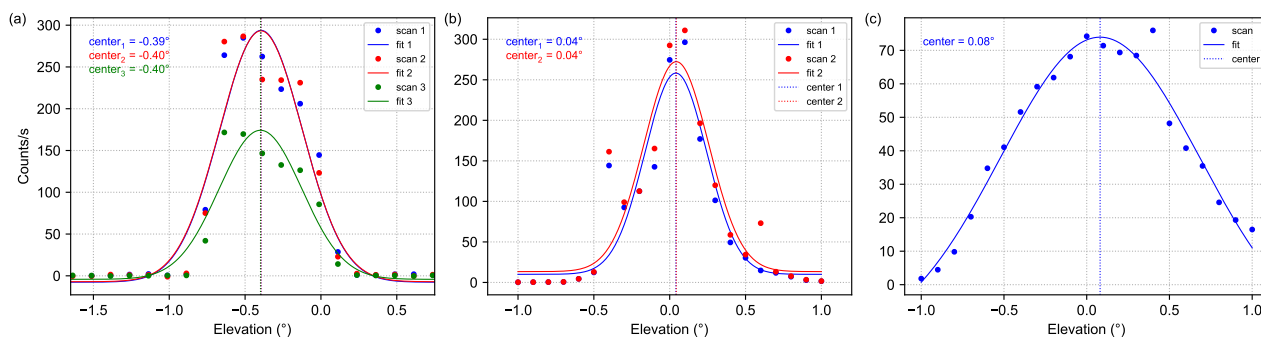 (a)
center₁ = -0.39°
center₂ = -0.40°
center₃ = -0.40°
scan 1
fit 1
scan 2
fit 2
scan 3
fit 3
300
250
200
150
100
50
0
Counts/s
−1.5
−1.0
−0.5
0.0
0.5
Elevation (°)
(b)
center₁ = 0.04°
center₂ = 0.04°
scan 1
fit 1
scan 2
fit 2
center 1
center 2
300
250
200
150
100
50
0
−1.0
−0.5
0.0
0.5
1.0
Elevation (°)
(c)
center = 0.08°
scan
fit
center
70
60
50
40
30
20
10
0
−1.0
−0.5
0.0
0.5
1.0
Elevation (°)